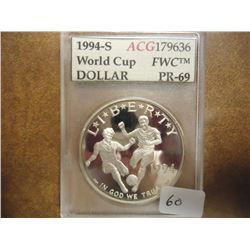 1994-S ACG179636
World Cup FWC™
DOLLAR PR-69
LIBERTY
1994
IN GOD WE TRUST
60